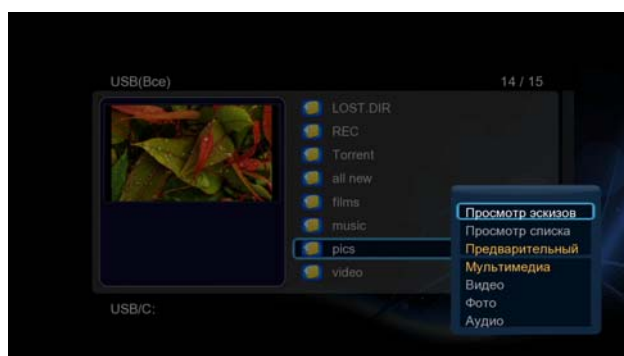 USB(Все)
14 / 15
LOST.DIR
REC
Torrent
all new
films
music
pics
video
Просмотр эскизов
Просмотр списка
Предварительный
Мультимедиа
Видео
Фото
Аудио
USB/C: